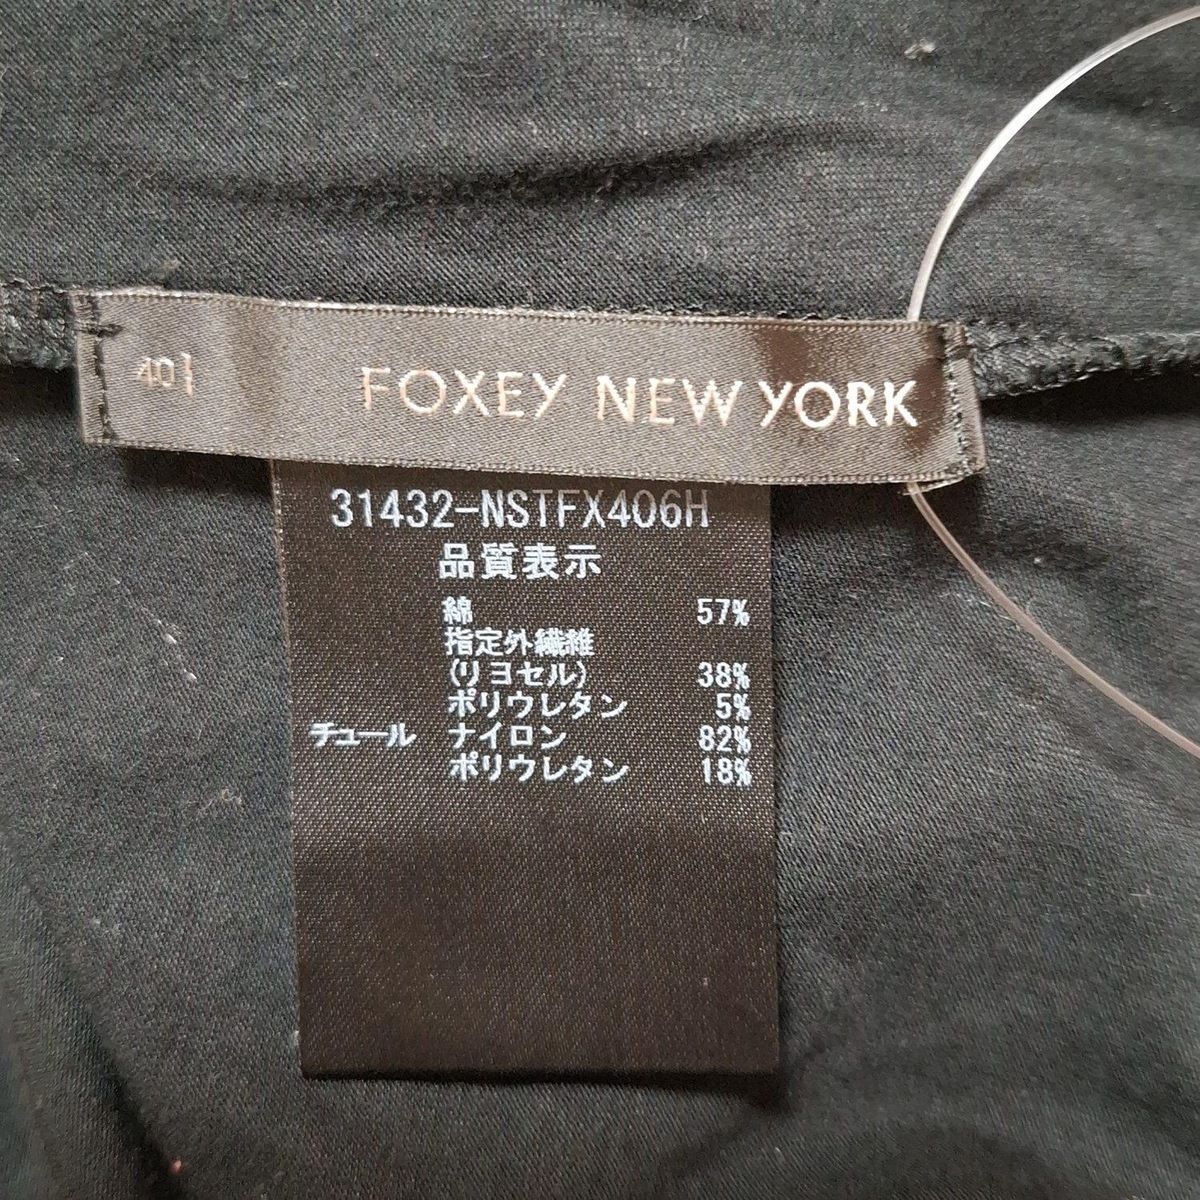 40
FOXEY NEW YORK
31432-NSTFX406H
品質表示
綿 57%
指定外繊維
(リヨセル) 38%
ポリウレタン 5%
チュール ナイロン 82%
ポリウレタン 18%